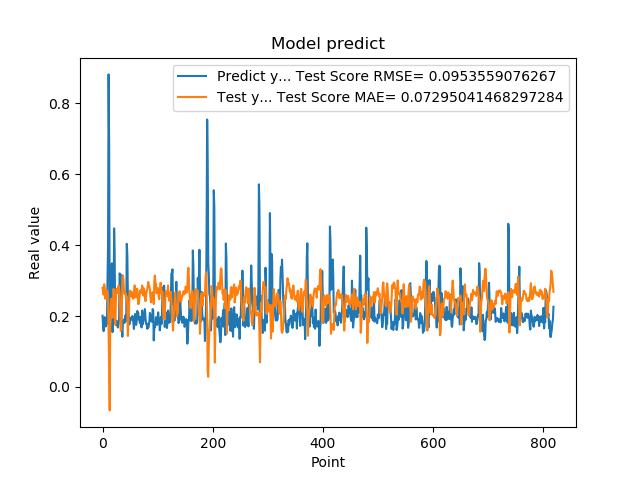 Model predict
Predict y... Test Score RMSE= 0.0953559076267
Test y... Test Score MAE= 0.07295041468297284
0.8
0.6
0.4
0.2
0.0
Real value
0
200
400
600
800
Point